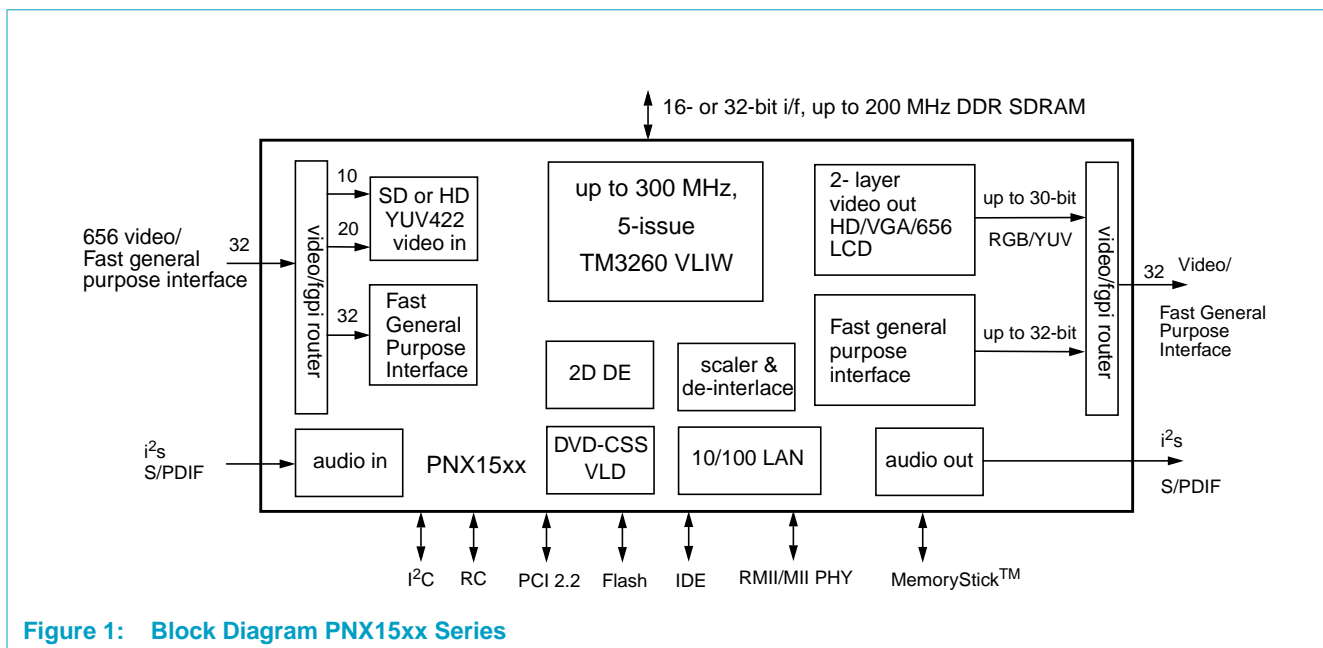 16- or 32-bit i/f, up to 200 MHz DDR SDRAM
656 video/
Fast general
purpose interface
32
video/fgpi router
10
20
SD or HD
YUV422
video in
32
Fast
General
Purpose
Interface
up to 300 MHz,
5-issue
TM3260 VLIW
2- layer
video out
HD/VGA/656
LCD
up to 30-bit
RGB/YUV
Fast general
purpose
interface
up to 32-bit
video/fgpi router
32
Video/
Fast General
Purpose
Interface
2D DE
scaler &
de-interlace
i2s
S/PDIF
audio in
PNX15xx
DVD-CSS
VLD
10/100 LAN
audio out
i2s
S/PDIF
I2C
RC
PCI 2.2
Flash
IDE
RMII/MII PHY
MemoryStickTM
Figure 1: Block Diagram PNX15xx Series